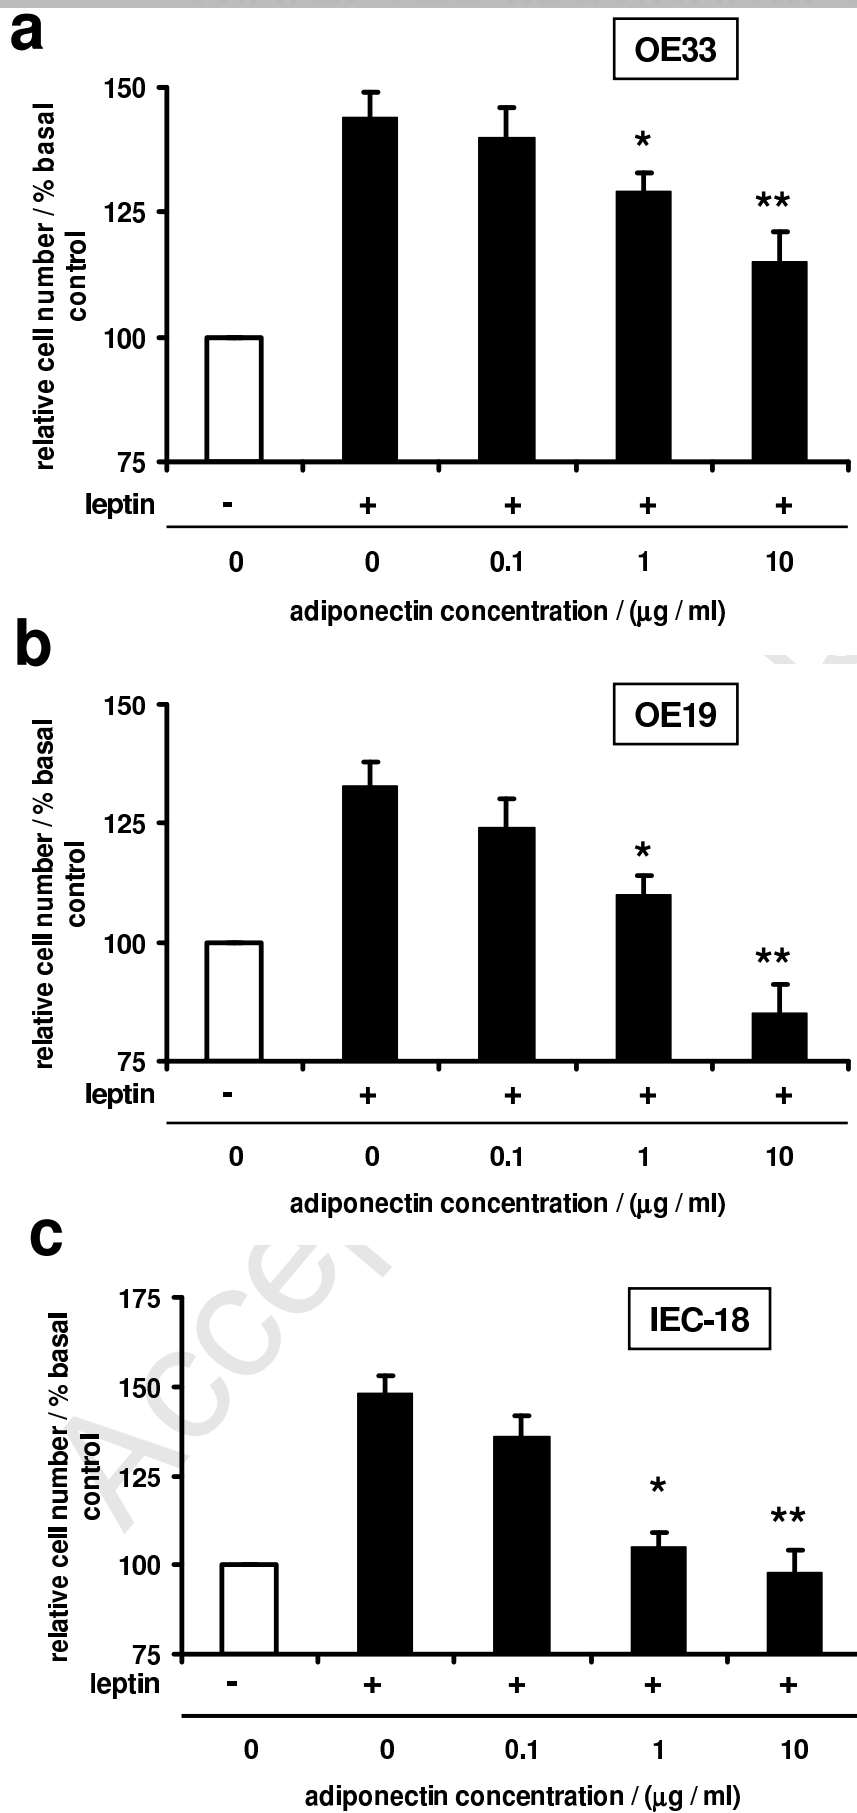 a
OE33
150
125
100
75
relative cell number / % basal
control
*
**
leptin - + + + +
0 0 0.1 1 10
adiponectin concentration / (μg / ml)
b
OE19
150
125
100
75
relative cell number / % basal
control
*
**
leptin - + + + +
0 0 0.1 1 10
adiponectin concentration / (μg / ml)
c
IEC-18
175
150
125
100
75
relative cell number / % basal
control
*
**
leptin - + + + +
0 0 0.1 1 10
adiponectin concentration / (μg / ml)